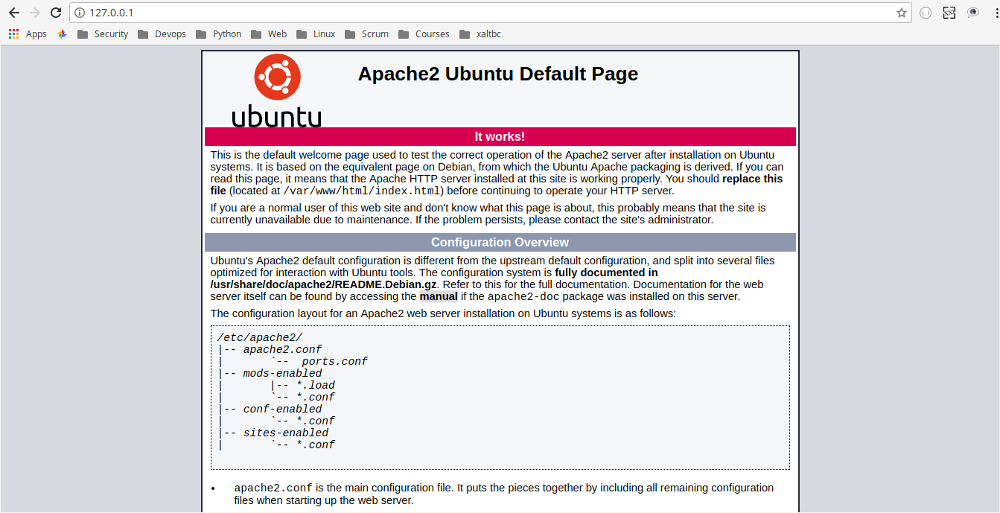 127.0.0.1
Apps Security Devops Python Web Linux Scrum Courses xaltbc
ubuntu
Apache2 Ubuntu Default Page
It works!
This is the default welcome page used to test the correct operation of the Apache2 server after installation on Ubuntu
systems. It is based on the equivalent page on Debian, from which the Ubuntu Apache packaging is derived. If you can
read this page, it means that the Apache HTTP server installed at this site is working properly. You should replace this
file (located at /var/www/html/index.html) before continuing to operate your HTTP server.
If you are a normal user of this web site and don't know what this page is about, this probably means that the site is
currently unavailable due to maintenance. If the problem persists, please contact the site's administrator.
Configuration Overview
Ubuntu's Apache2 default configuration is different from the upstream default configuration, and split into several files
optimized for interaction with Ubuntu tools. The configuration system is fully documented in
/usr/share/doc/apache2/README.Debian.gz. Refer to this for the full documentation. Documentation for the web
server itself can be found by accessing the manual if the apache2-doc package was installed on this server.
The configuration layout for an Apache2 web server installation on Ubuntu systems is as follows:
/etc/apache2/
|-- apache2.conf
|       `--  ports.conf
|-- mods-enabled
|       |-- *.load
|       `-- *.conf
|-- conf-enabled
|       `-- *.conf
|-- sites-enabled
|       `-- *.conf
• apache2.conf is the main configuration file. It puts the pieces together by including all remaining configuration
files when starting up the web server.